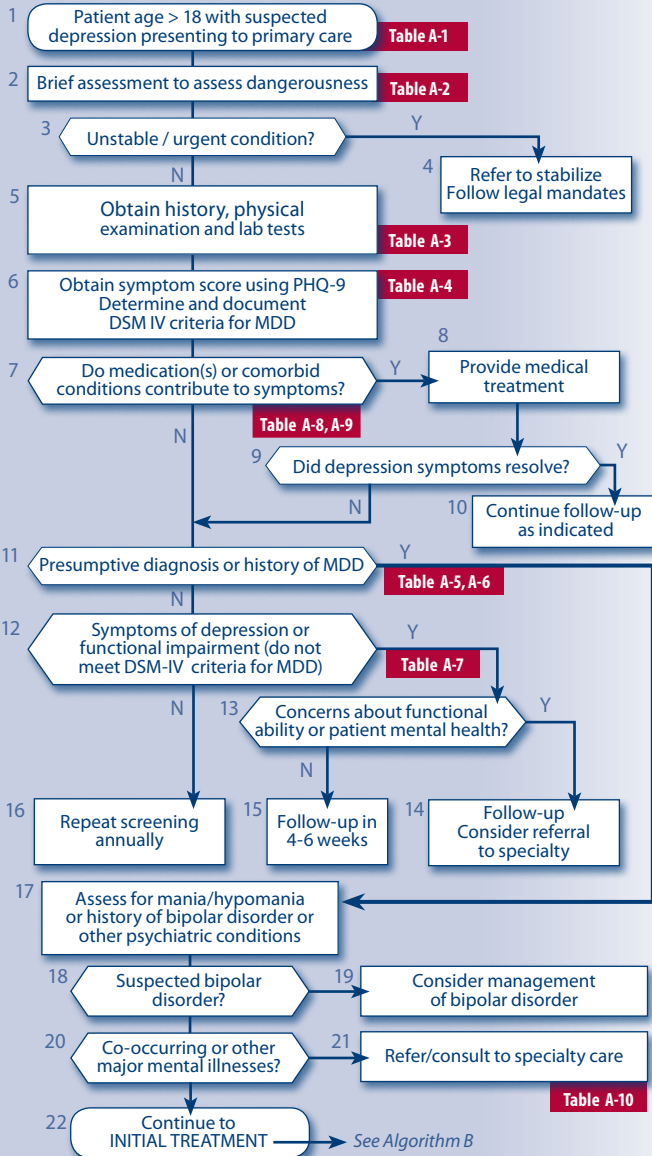 1
Patient age > 18 with suspected
depression presenting to primary care
Table A-1
2
Brief assessment to assess dangerousness
Table A-2
3
Unstable / urgent condition?
Y
N
4
Refer to stabilize
Follow legal mandates
5
Obtain history, physical
examination and lab tests
Table A-3
6
Obtain symptom score using PHQ-9
Determine and document
DSM IV criteria for MDD
Table A-4
7
Do medication(s) or comorbid
conditions contribute to symptoms?
Y
Table A-8, A-9
N
8
Provide medical
treatment
9
Did depression symptoms resolve?
Y
N
10
Continue follow-up
as indicated
11
Presumptive diagnosis or history of MDD
Y
Table A-5, A-6
N
12
Symptoms of depression or
functional impairment (do not
meet DSM-IV criteria for MDD)
Y
Table A-7
N
13
Concerns about functional
ability or patient mental health?
Y
N
16
Repeat screening
annually
15
Follow-up in
4-6 weeks
14
Follow-up
Consider referral
to specialty
17
Assess for mania/hypomania
or history of bipolar disorder or
other psychiatric conditions
18
Suspected bipolar
disorder?
19
Consider management
of bipolar disorder
20
Co-occurring or other
major mental illnesses?
21
Refer/consult to specialty care
Table A-10
22
Continue to
INITIAL TREATMENT
See Algorithm B